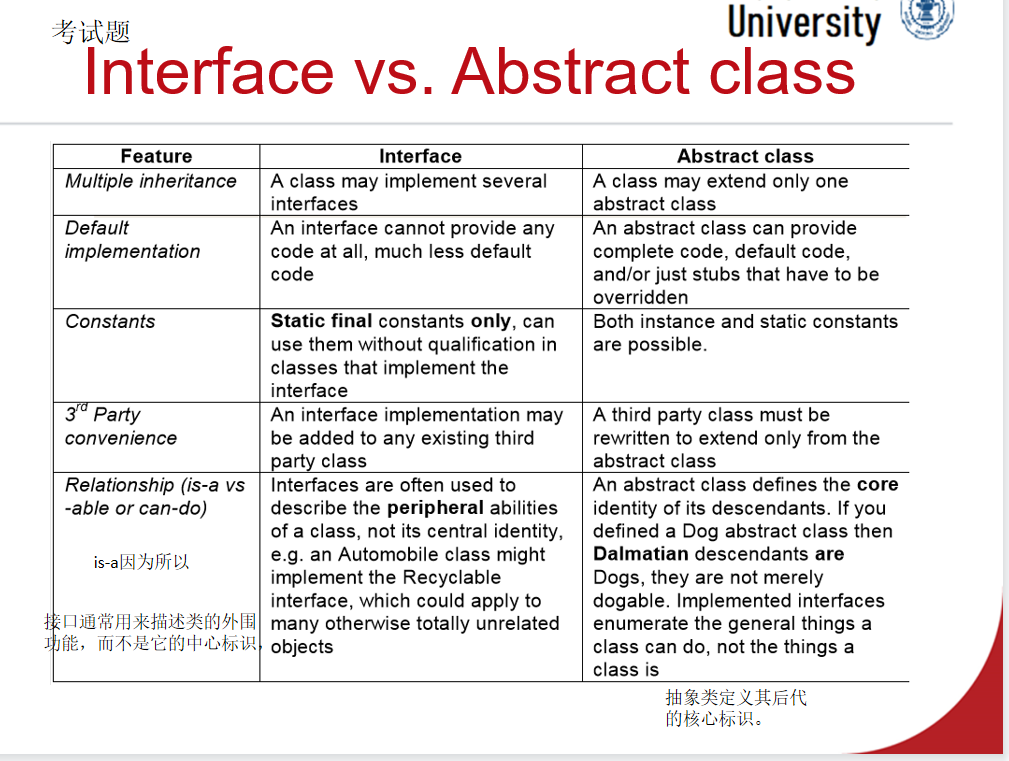 考试题
University
Interface vs. Abstract class
Feature
Interface
Abstract class
Multiple inheritance
A class may implement several
interfaces
A class may extend only one
abstract class
Default
implementation
An interface cannot provide any
code at all, much less default
code
An abstract class can provide
complete code, default code,
and/or just stubs that have to be
overridden
Constants
Static final constants only, can
use them without qualification in
classes that implement the
interface
Both instance and static constants
are possible.
3rd Party
convenience
An interface implementation may
be added to any existing third
party class
A third party class must be
rewritten to extend only from the
abstract class
Relationship (is-a vs
-able or can-do)
is-a因为所以
接口通常用来描述类的外围
功能，而不是它的中心标识，
Interfaces are often used to
describe the peripheral abilities
of a class, not its central identity,
e.g. an Automobile class might
implement the Recyclable
interface, which could apply to
many otherwise totally unrelated
objects
An abstract class defines the core
identity of its descendants. If you
defined a Dog abstract class then
Dalmatian descendants are
Dogs, they are not merely
dogable. Implemented interfaces
enumerate the general things a
class can do, not the things a
class is
抽象类定义其后代
的核心标识。